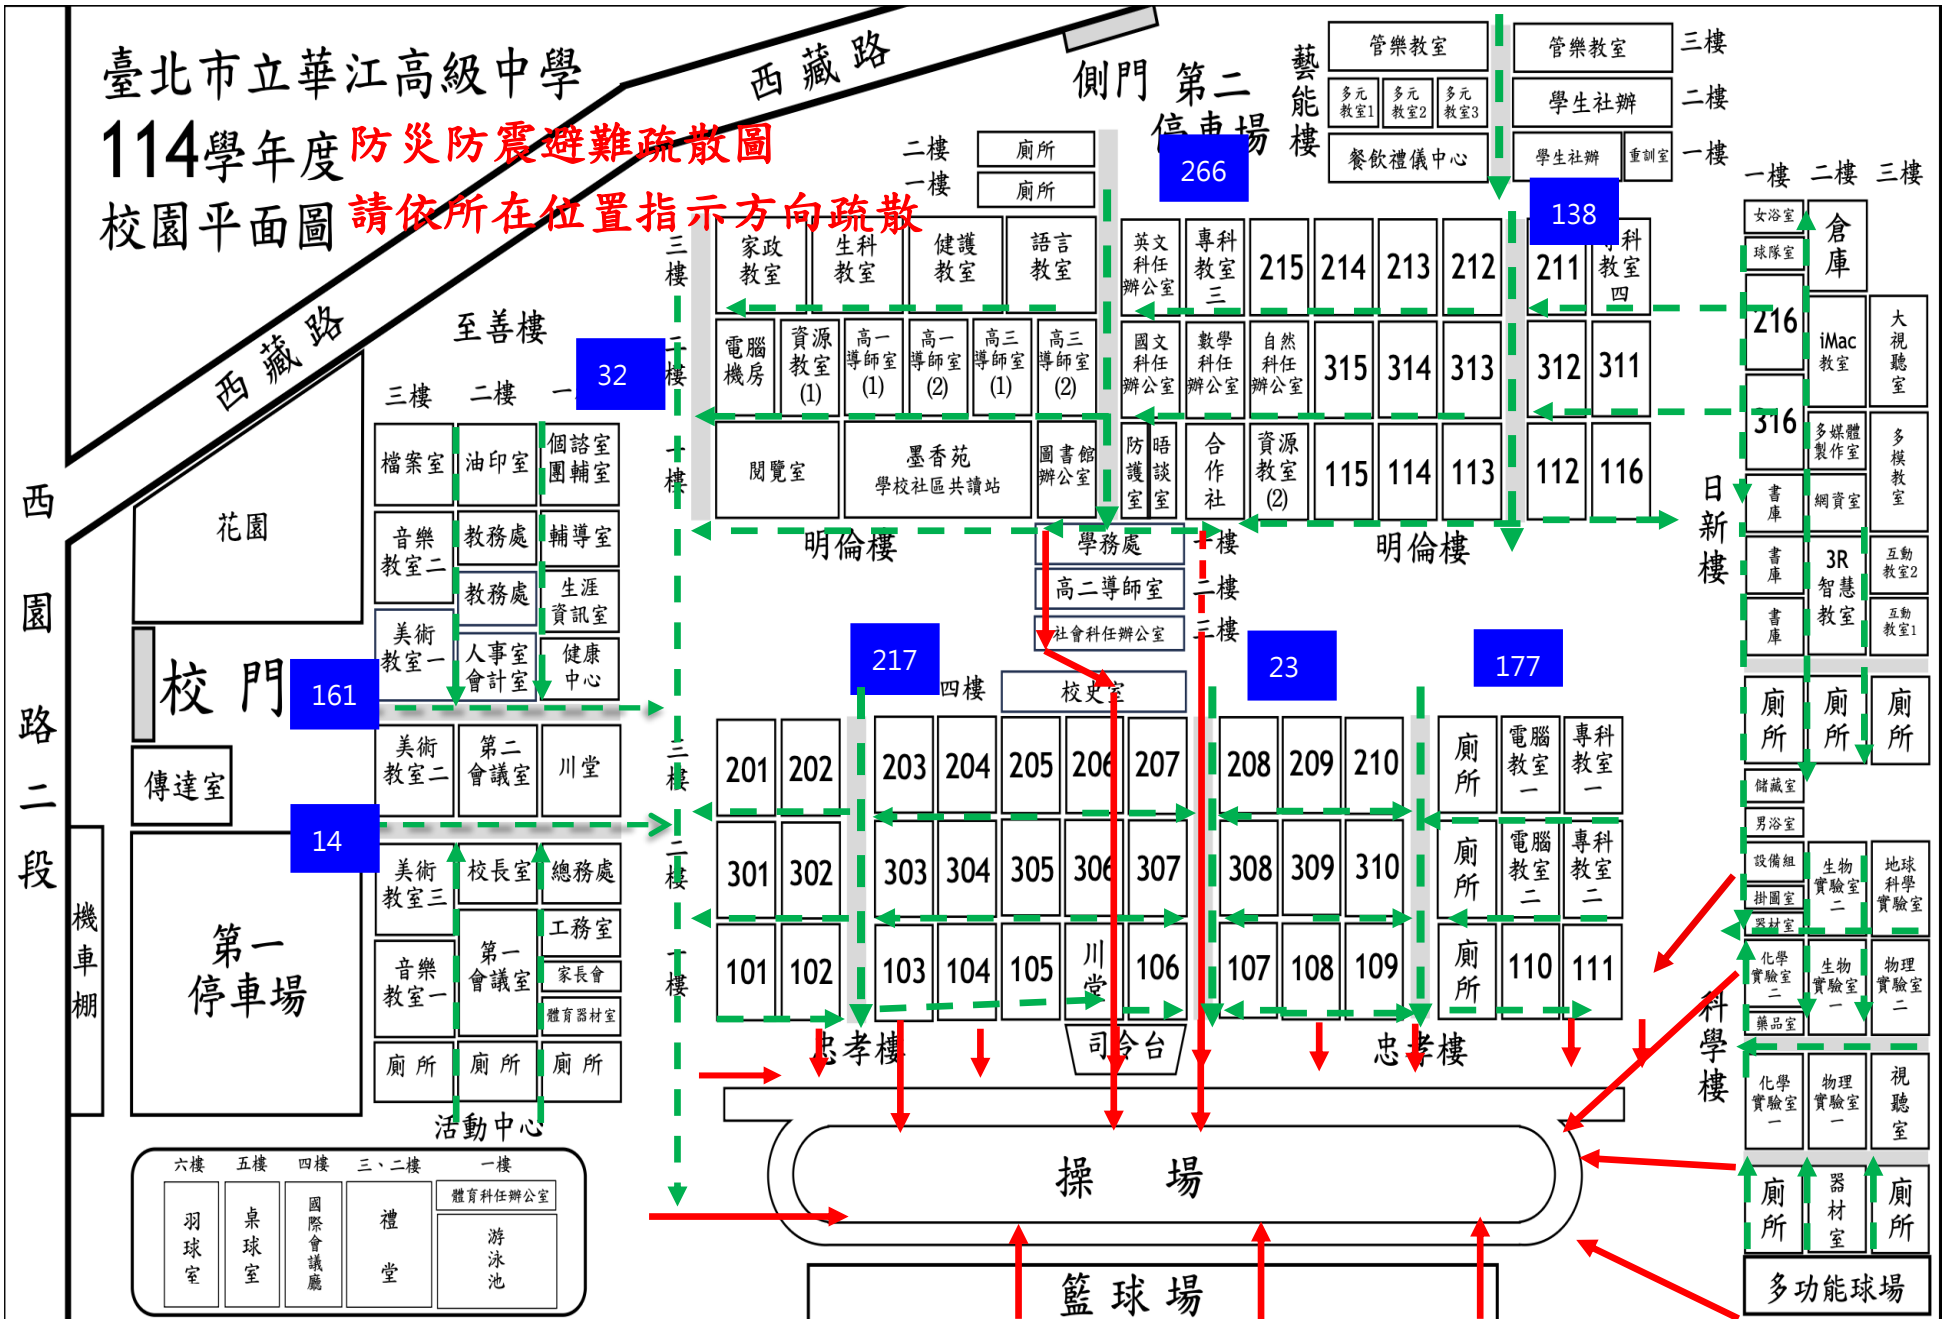 臺北市立華江高級中學
114學年度 防災防震避難疏散圖
校園平面圖 請依所在位置指示方向疏散
西藏路
西藏路
西園路二段
側門
第二
停車場
266
藝能樓
管樂教室
管樂教室
三樓
多元教室1
多元教室2
多元教室3
學生社辦
二樓
餐飲禮儀中心
學生社辦
重訓室
一樓
138
二樓
廁所
一樓
廁所
三樓
家政教室
生科教室
健護教室
語言教室
英文科任辦公室
專科教室三
215
214
213
212
211
科教室四
二樓
電腦機房
資源教室(1)
高一導師室(1)
高一導師室(2)
高三導師室(1)
高三導師室(2)
國文科任辦公室
數學科任辦公室
自然科任辦公室
315
314
313
312
311
一樓
閱覽室
墨香苑
學校社區共讀站
圖書館辦公室
防護室
晤談室
合作社
資源教室(2)
115
114
113
112
116
明倫樓
明倫樓
學務處
一樓
高二導師室
二樓
社會科任辦公室
三樓
四樓
校史室
至善樓
32
三樓
二樓
檔案室
油印室
個諮室
團輔室
音樂教室二
教務處
輔導室
教務處
生涯資訊室
美術教室一
人事室
會計室
健康中心
花園
校門
161
傳達室
美術教室二
第二會議室
川堂
14
美術教室三
校長室
總務處
工務室
音樂教室一
第一會議室
家長會
體育器材室
廁所
廁所
廁所
第一
停車場
機車棚
活動中心
六樓
五樓
四樓
三、二樓
一樓
羽球室
桌球室
國際會議廳
禮堂
體育科任辦公室
游泳池
217
23
177
三樓
201
202
203
204
205
206
207
208
209
210
廁所
電腦教室一
專科教室一
二樓
301
302
303
304
305
306
307
308
309
310
廁所
電腦教室二
專科教室二
一樓
101
102
103
104
105
川堂
106
107
108
109
廁所
110
111
忠孝樓
司令台
忠孝樓
操場
籃球場
一樓
二樓
三樓
女浴室
倉庫
球隊室
216
iMac教室
大視聽室
316
多媒體製作室
多模教室
日新樓
書庫
網資室
書庫
3R智慧教室
互動教室2
書庫
互動教室1
廁所
廁所
廁所
儲藏室
男浴室
設備組
生物實驗室二
地球科學實驗室
掛圖室
器材室
科學樓
化學實驗室二
生物實驗室一
物理實驗室二
藥品室
化學實驗室一
物理實驗室一
視聽室
廁所
器材室
廁所
多功能球場